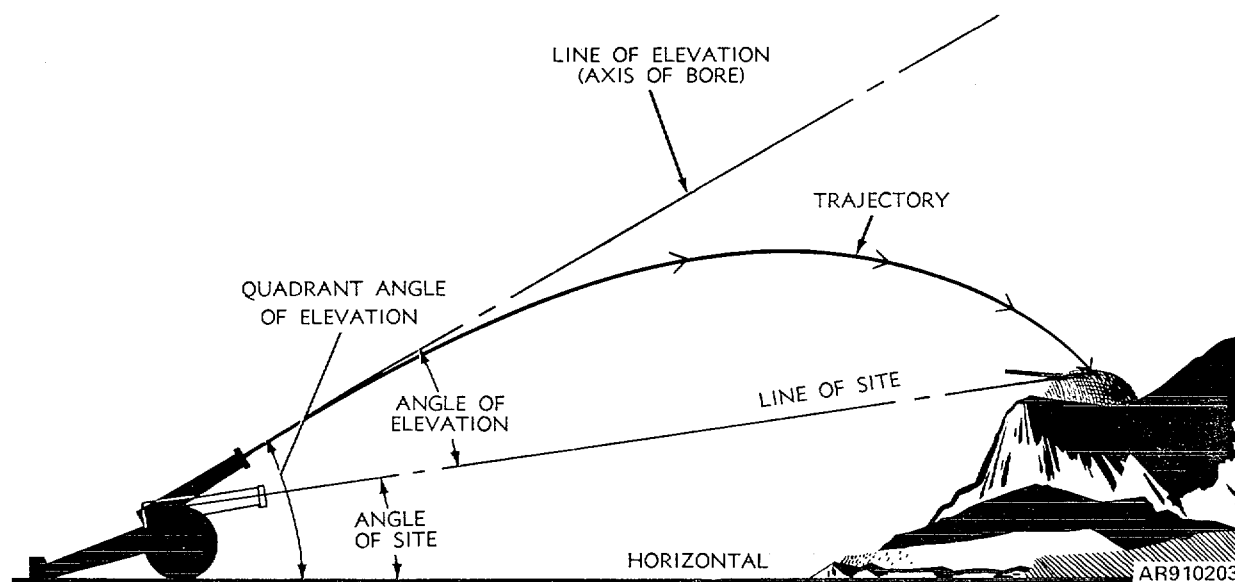 LINE OF ELEVATION
(AXIS OF BORE)
TRAJECTORY
QUADRANT ANGLE
OF ELEVATION
ANGLE OF
ELEVATION
LINE OF SITE
ANGLE
OF SITE
HORIZONTAL
AR910203